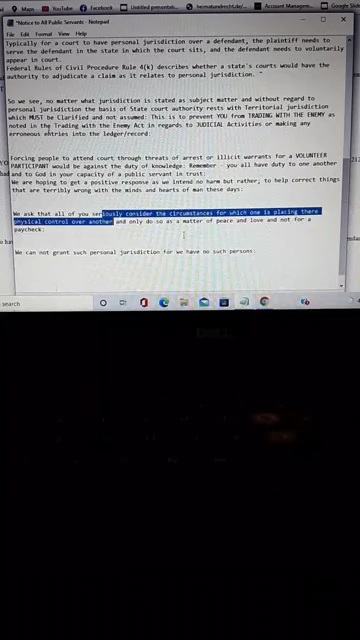 Maps
YouTube
Facebook
Untitled presentati...
hermetundrecht.de/...
Account Managem...
Google Slide
"Notice to All Public Servants - Notepad
File Edit Format View Help
Typically for a court to have personal jurisdiction over a defendant, the plaintiff needs to
serve the defendant in the state in which the court sits, and the defendant needs to voluntarily
appear in court.
Federal Rules of Civil Procedure Rule 4(k) describes whether a state's courts would have the
authority to adjudicate a claim as it relates to personal jurisdiction. "
So we see, no matter what jurisdiction is stated as subject matter and without regard to
personal jurisdiction the basis of State authority rests with Territorial jurisdiction
which MUST be Clarified and not assumed: This is to prevent YOU from TRADING WITH THE ENEMY as
noted in the Trading with the Enemy Act in regards to JUDICIAL Activities or making any
erroneous entries into the ledger/record:
Forcing people to attend court through threats of arrest or illicit warrants for a VOLUNTEER
PARTICIPANT would be against the duty of knowledge: Remember - you all have duty to one another
and to God in your capacity of a public servant in trust:
We are hoping to get a positive response as we intend no harm but rather; to help correct things
that are terribly wrong with the minds and hearts of man these days:
We ask that all of you seriously consider the circumstances for which one is placing there
physical control over another and only do so as a matter of peace and love and not for a
paycheck:
We can not grant such personal jurisdiction for we have no such persons:
search